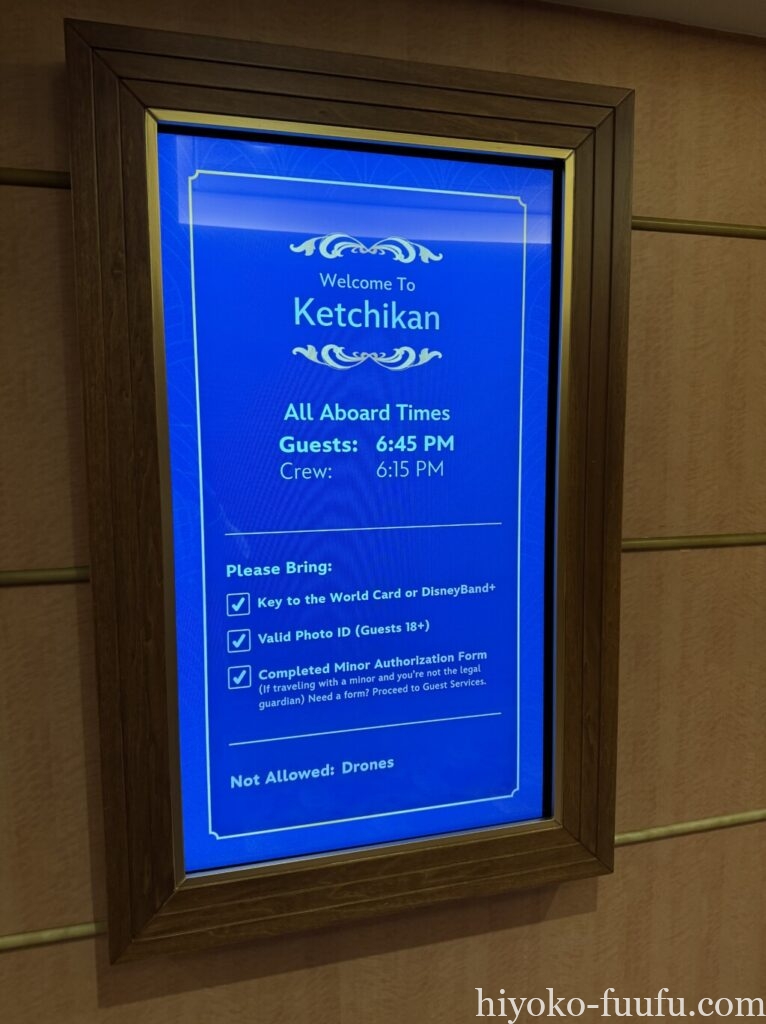 Welcome To
Ketchikan
All Aboard Times
Guests: 6:45 PM
Crew: 6:15 PM
Please Bring:
Key to the World Card or DisneyBand+
Valid Photo ID (Guests 18+)
Completed Minor Authorization Form
(If traveling with a minor and you're not the legal
guardian) Need a form? Proceed to Guest Services.
Not Allowed: Drones
hiyoko-fuufu.com